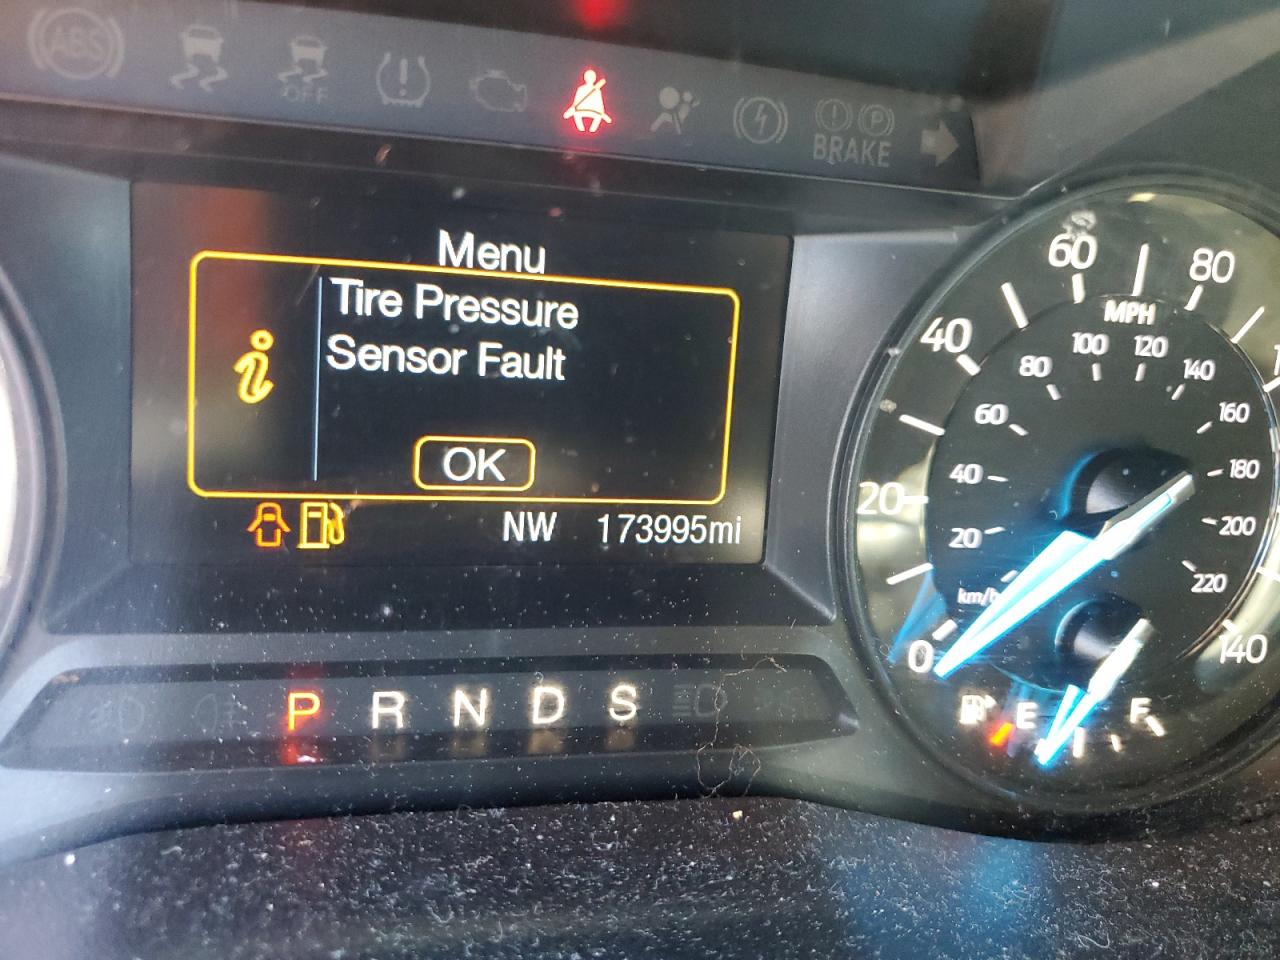 ABS
OFF
BRAKE
Menu
Tire Pressure
Sensor Fault
OK
NW 173995mi
P R N D S
0 20 40 60 80 140
MPH
20 40 60 80 100 120 140 160 180 200 220
km/h
E F